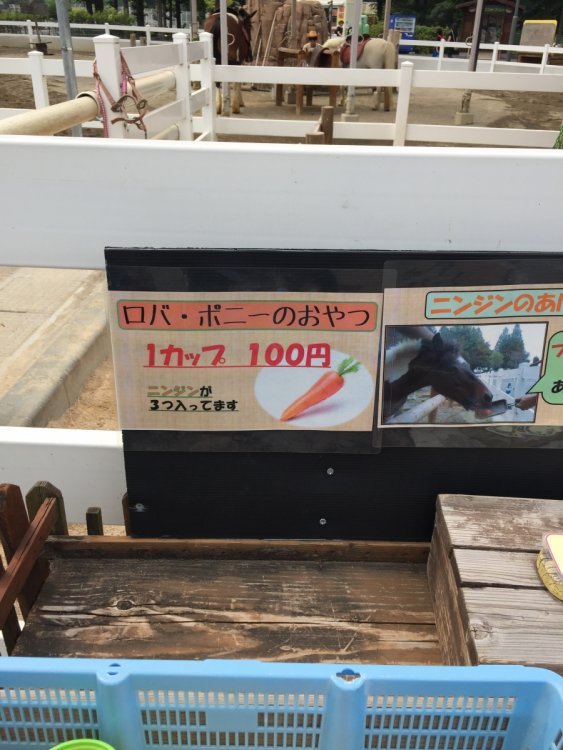 ロバ・ポニーのおやつ
1カップ 100円
ニンジンが
3つ入ってます
ニンジンのあ